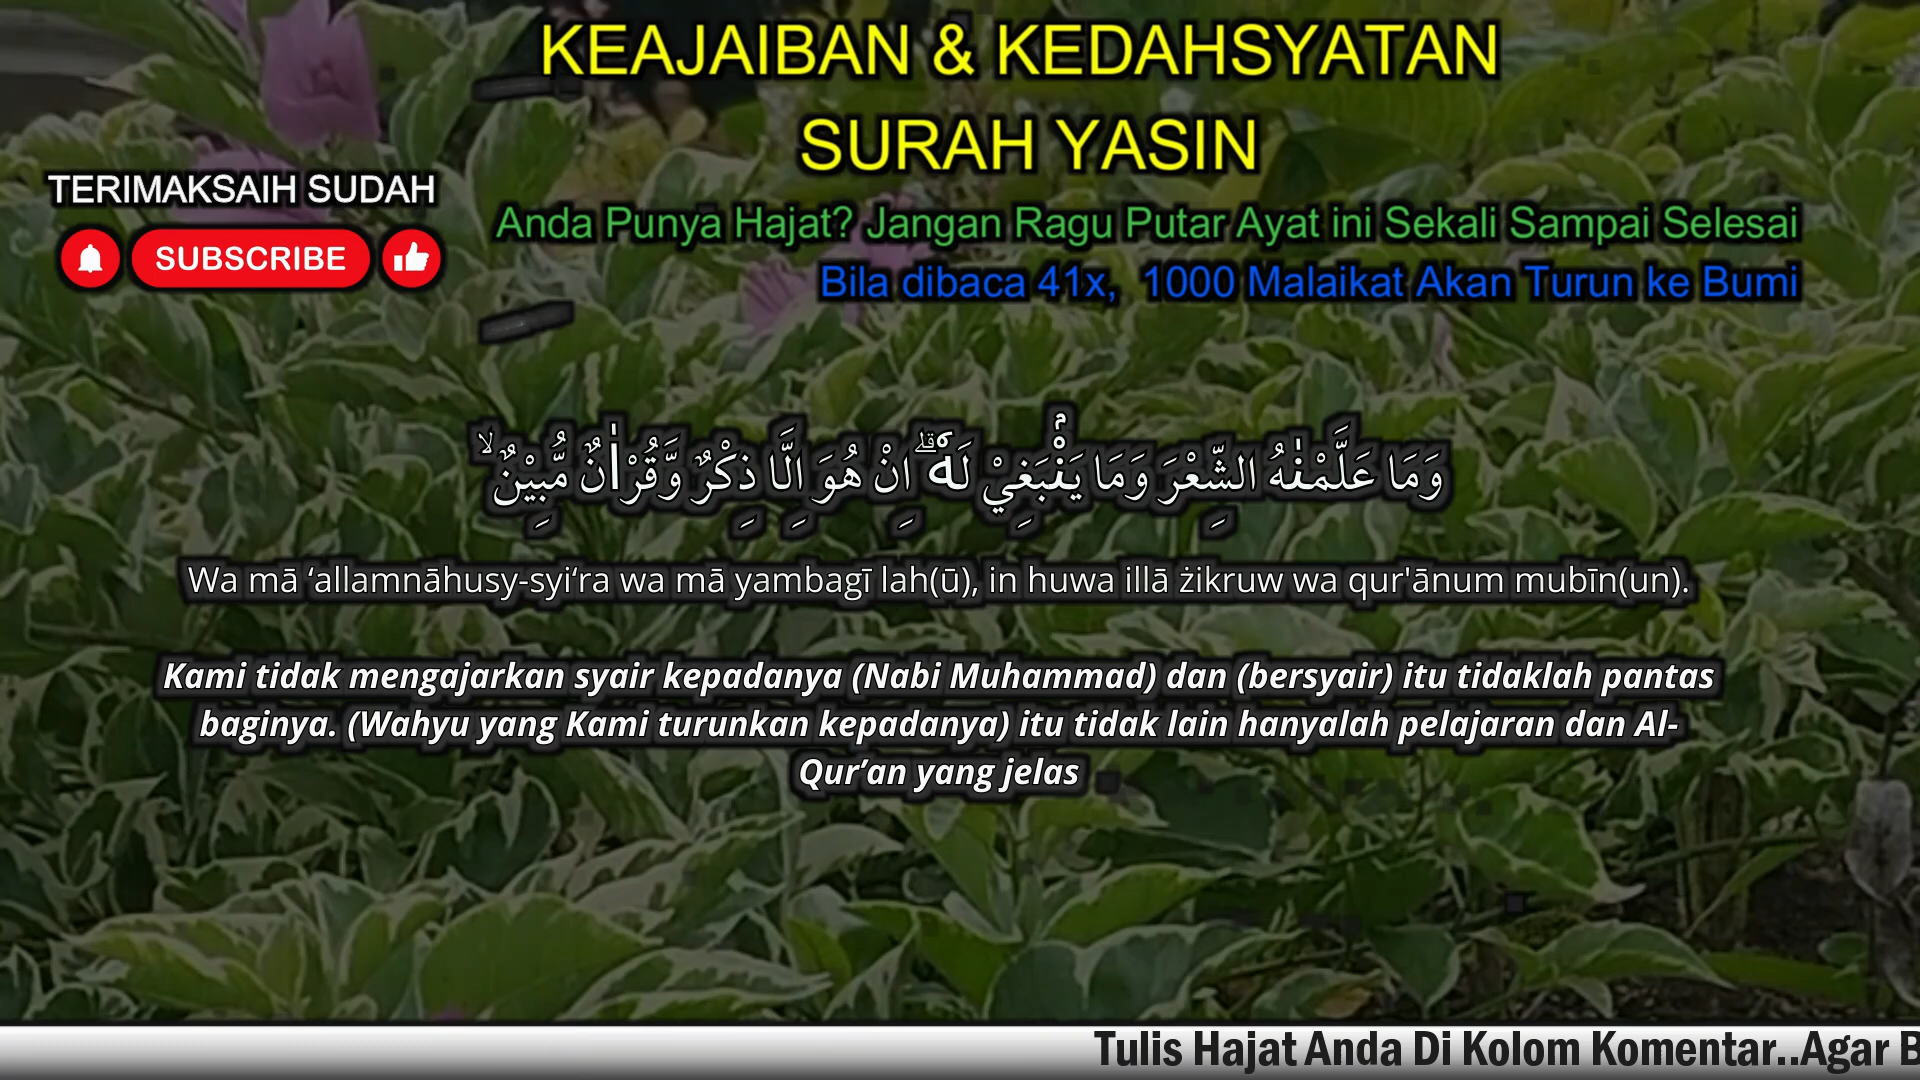 KEAJAIBAN & KEDAHSYATAN
SURAH YASIN
TERIMAKSAIH SUDAH
SUBSCRIBE
Anda Punya Hajat? Jangan Ragu Putar Ayat ini Sekali Sampai Selesai
Bila dibaca 41x, 1000 Malaikat Akan Turun ke Bumi
وَمَا عَلَّمْنٰهُ الشِّعْرَ وَمَا يَنْۢبَغِيْ لَهٗ ۗاِنْ هُوَ اِلَّا ذِكْرٌ وَّقُرْاٰنٌ مُّبِيْنٌ ۙ
Wa mā ‘allamnāhusy-syi‘ra wa mā yambagī lah(ū), in huwa illā żikruw wa qur'ānum mubīn(un).
Kami tidak mengajarkan syair kepadanya (Nabi Muhammad) dan (bersyair) itu tidaklah pantas
baginya. (Wahyu yang Kami turunkan kepadanya) itu tidak lain hanyalah pelajaran dan Al-
Qur’an yang jelas
Tulis Hajat Anda Di Kolom Komentar..Agar B